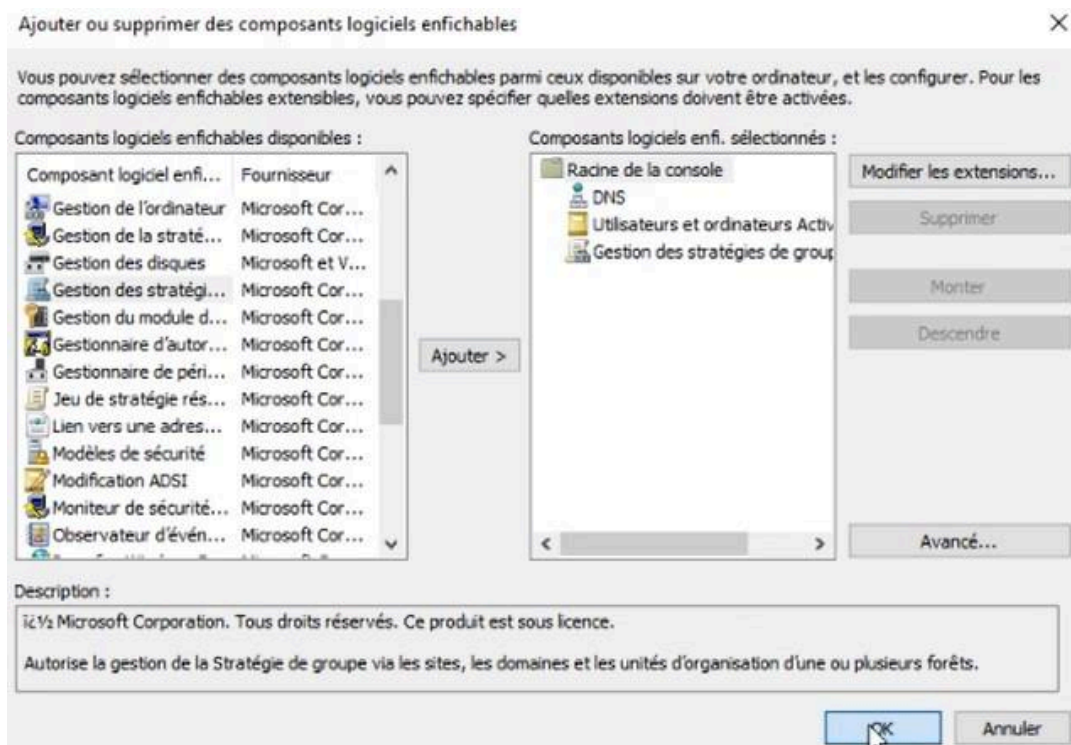 Ajouter ou supprimer des composants logiciels enfichables
Vous pouvez sélectionner des composants logiciels enfichables parmi ceux disponibles sur votre ordinateur, et les configurer. Pour les
composants logiciels enfichables extensibles, vous pouvez spécifier quelles extensions doivent être activées.
Composants logiciels enfichables disponibles :
Composant logiciel enfi... Fournisseur
Gestion de l'ordinateur Microsoft Cor...
Gestion de la straté... Microsoft Cor...
Gestion des disques Microsoft et V...
Gestion des stratégi... Microsoft Cor...
Gestion du module d... Microsoft Cor...
Gestionnaire d'autor... Microsoft Cor...
Gestionnaire de péri... Microsoft Cor...
Jeu de stratégie rés... Microsoft Cor...
Lien vers une adres... Microsoft Cor...
Modèles de sécurité Microsoft Cor...
Modification ADSI Microsoft Cor...
Moniteur de sécurité... Microsoft Cor...
Observateur d'évén... Microsoft Cor...
Ajouter >
Composants logiciels enfi. sélectionnés :
Racine de la console
DNS
Utilisateurs et ordinateurs Activ
Gestion des stratégies de group
Modifier les extensions...
Supprimer
Monter
Descendre
Avancé...
Description :
ï¿½ Microsoft Corporation. Tous droits réservés. Ce produit est sous licence.
Autorise la gestion de la Stratégie de groupe via les sites, les domaines et les unités d'organisation d'une ou plusieurs forêts.
OK
Annuler